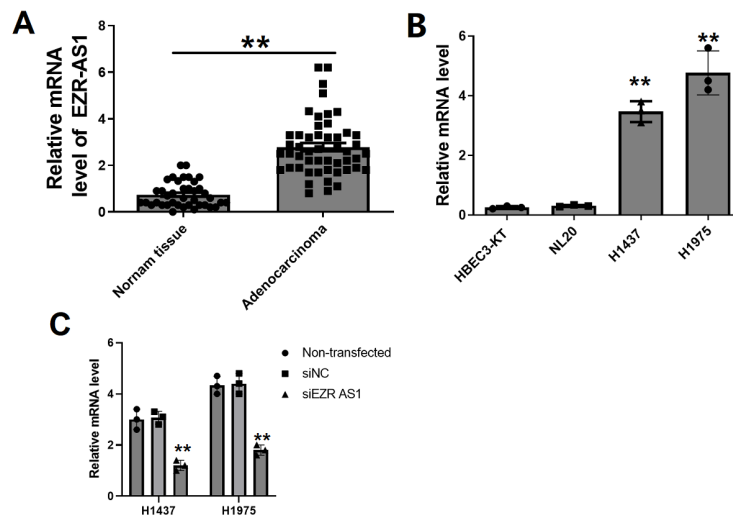 A
Relative mRNA
level of EZR-AS1
8
6
4
2
0
**
Nornam tissue
Adenocarcinoma
B
Relative mRNA level
6
4
2
0
**
**
HBEC3-KT
NL20
H1437
H1975
C
Relative mRNA level
6
4
2
0
**
**
H1437
H1975
Non-transfected
siNC
siEZR AS1